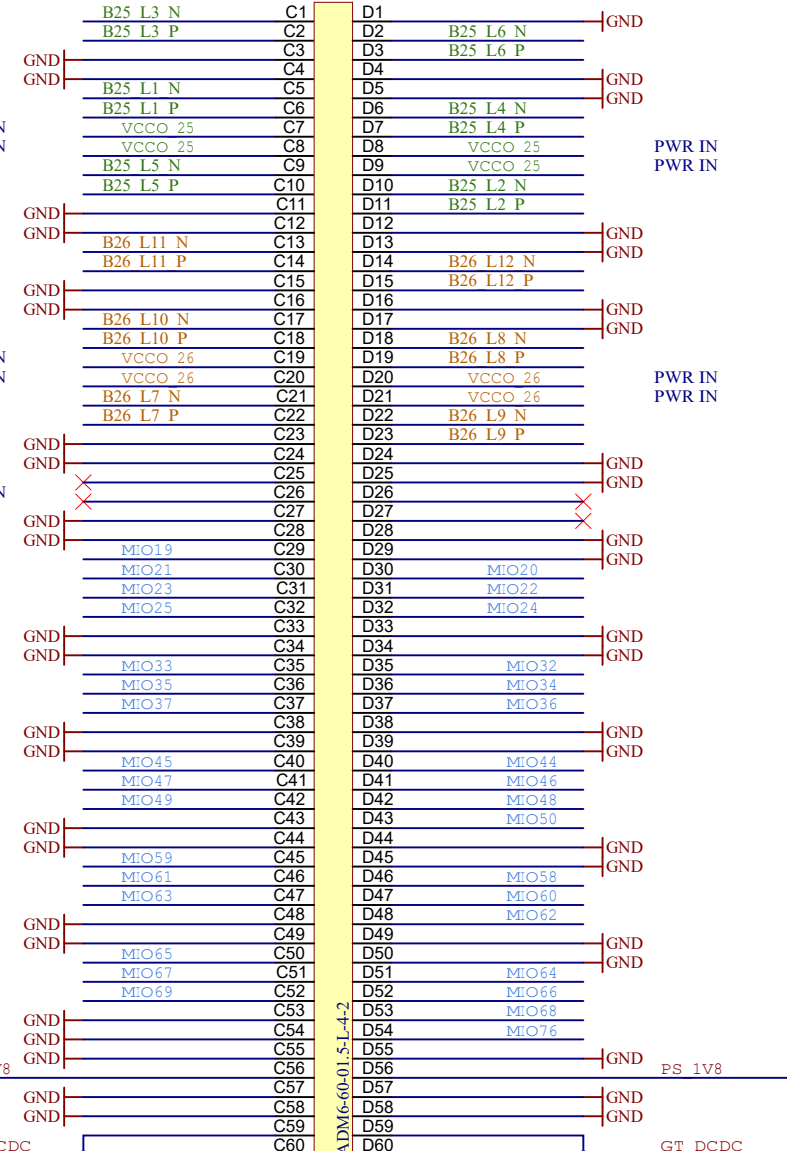 B25_L3_N C1 D1 GND
B25_L3_P C2 D2 B25_L6_N
GND C3 D3 B25_L6_P
GND C4 D4 GND
B25_L1_N C5 D5 GND
B25_L1_P C6 D6 B25_L4_N
N VCCO_25 C7 D7 B25_L4_P
N VCCO_25 C8 D8 VCCO_25 PWR IN
B25_L5_N C9 D9 VCCO_25 PWR IN
B25_L5_P C10 D10 B25_L2_N
GND C11 D11 B25_L2_P
GND C12 D12 GND
B26_L11_N C13 D13 GND
B26_L11_P C14 D14 B26_L12_N
GND C15 D15 B26_L12_P
GND C16 D16 GND
B26_L10_N C17 D17 GND
B26_L10_P C18 D18 B26_L8_N
N VCCO_26 C19 D19 B26_L8_P
N VCCO_26 C20 D20 VCCO_26 PWR IN
B26_L7_N C21 D21 VCCO_26 PWR IN
B26_L7_P C22 D22 B26_L9_N
GND C23 D23 B26_L9_P
GND C24 D24 GND
C25 D25 GND
N C26 D26
GND C27 D27
GND C28 D28 GND
MIO19 C29 D29 GND
MIO21 C30 D30 MIO20
MIO23 C31 D31 MIO22
MIO25 C32 D32 MIO24
GND C33 D33 GND
GND C34 D34 GND
MIO33 C35 D35 MIO32
MIO35 C36 D36 MIO34
MIO37 C37 D37 MIO36
GND C38 D38 GND
GND C39 D39 GND
MIO45 C40 D40 MIO44
MIO47 C41 D41 MIO46
MIO49 C42 D42 MIO48
GND C43 D43 MIO50
GND C44 D44 GND
MIO59 C45 D45 GND
MIO61 C46 D46 MIO58
MIO63 C47 D47 MIO60
GND C48 D48 MIO62
GND C49 D49 GND
MIO65 C50 D50 GND
MIO67 C51 D51 MIO64
MIO69 C52 D52 MIO66
GND C53 D53 MIO68
GND C54 D54 MIO76
GND C55 D55 GND
V8 C56 D56 PS_1V8
GND C57 D57 GND
GND C58 D58 GND
C59 D59
CDC C60 D60 GT_DCDC
ADM6-60-01.5-L-4-2